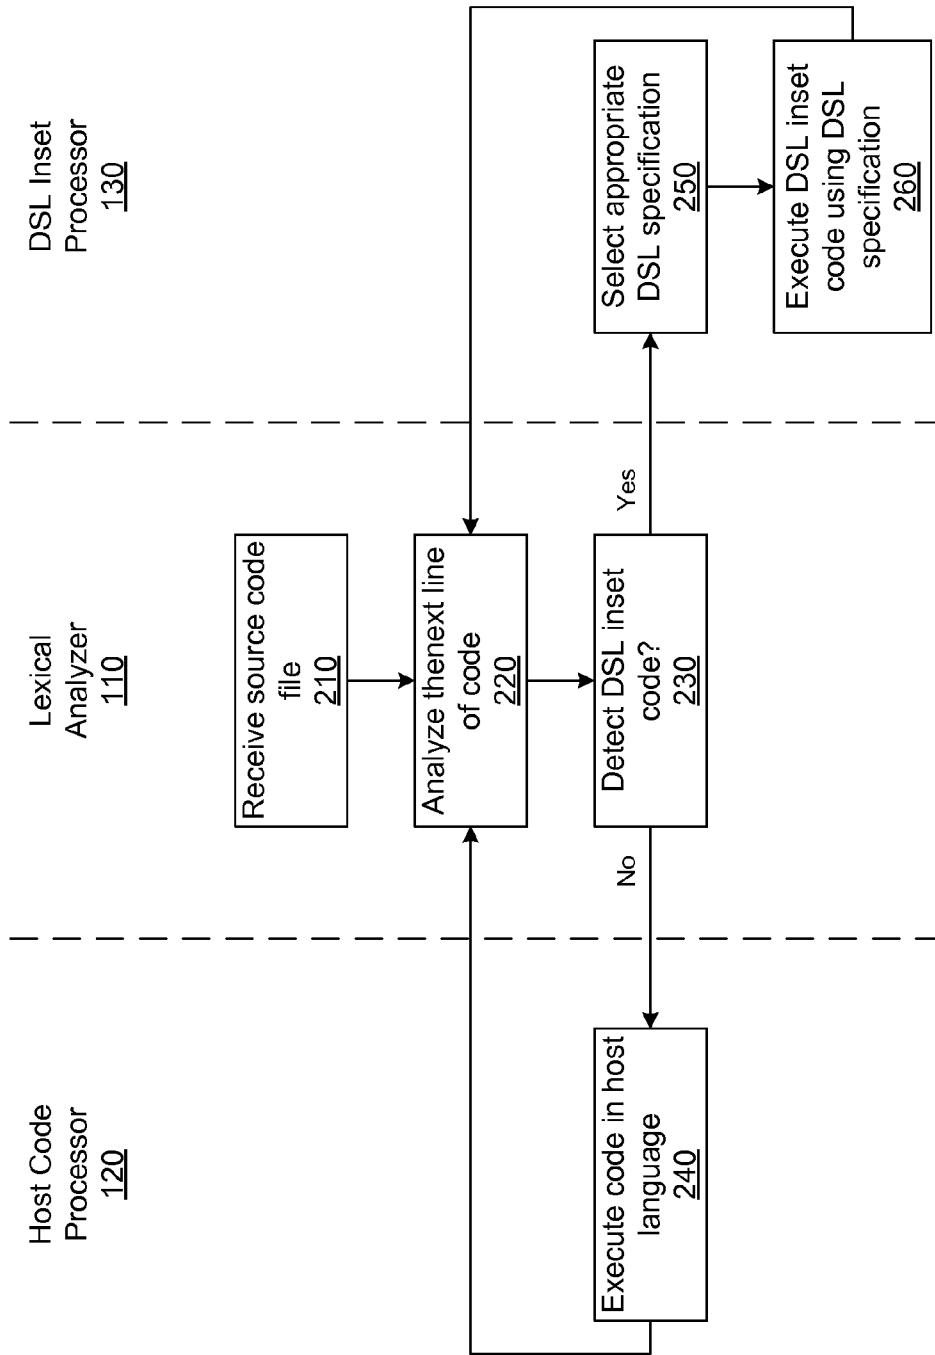 Host Code
Processor
120
Lexical
Analyzer
110
DSL Inset
Processor
130
Receive source code
file
210
Analyze thenext line
of code
220
Detect DSL inset
code?
230
No
Yes
Execute code in host
language
240
Select appropriate
DSL specification
250
Execute DSL inset
code using DSL
specification
260